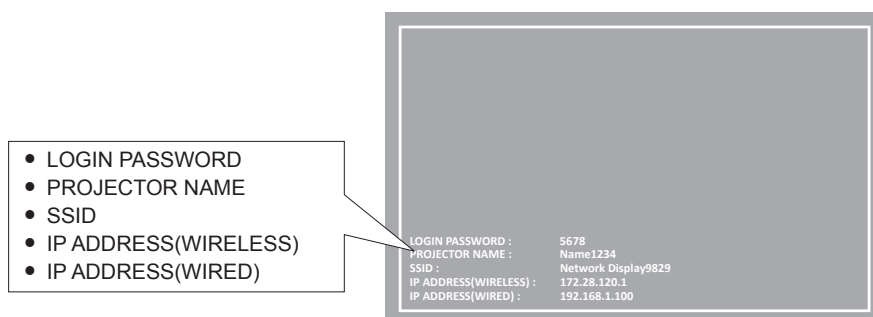 • LOGIN PASSWORD
• PROJECTOR NAME
• SSID
• IP ADDRESS(WIRELESS)
• IP ADDRESS(WIRED)
LOGIN PASSWORD : 5678
PROJECTOR NAME : Name1234
SSID : Network Display9829
IP ADDRESS(WIRELESS) : 172.28.120.1
IP ADDRESS(WIRED) : 192.168.1.100